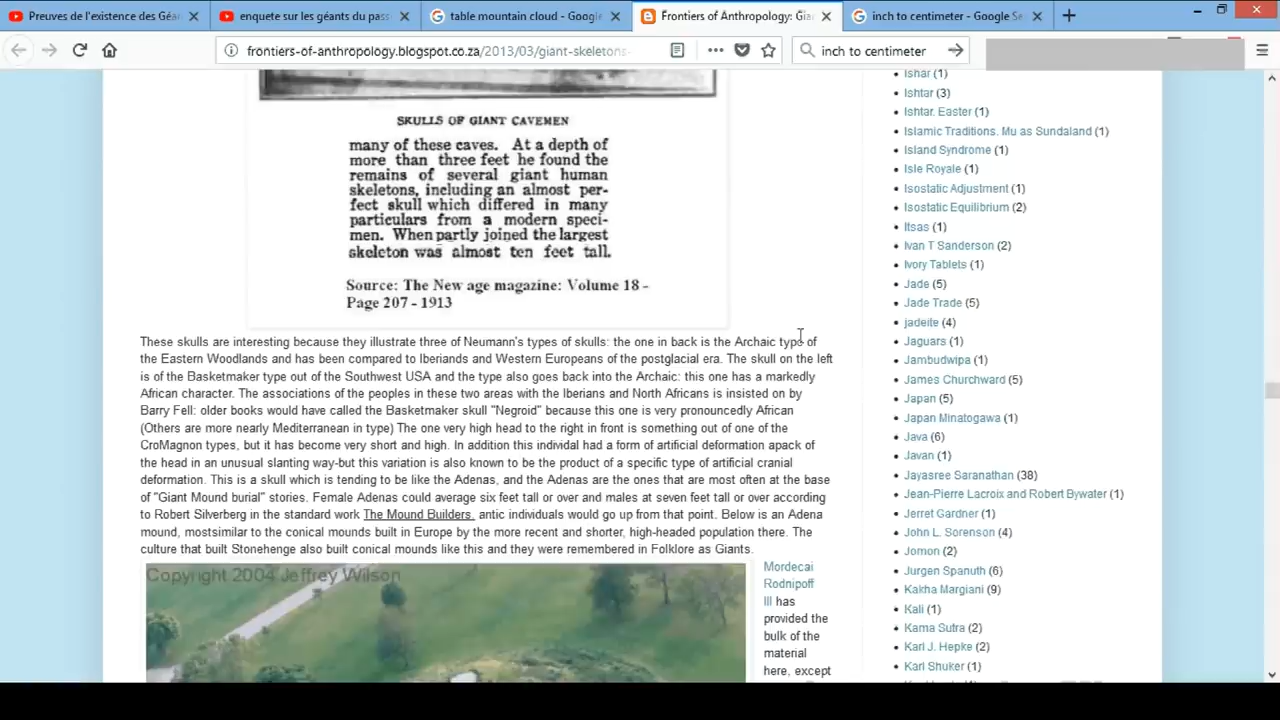 Preuves de l'existence des Géa
enquete sur les géants du pass
table mountain cloud - Google
Frontiers of Anthropology: Gia
inch to centimeter - Google Se
frontiers-of-anthropology.blogspot.co.za/2013/03/giant-skeletons-
inch to centimeter
SKULLS OF GIANT CAVEMEN
many of these caves. At a depth of
more than three feet he found the
remains of several giant human
skeletons, including an almost per-
fect skull which differed in many
particulars from a modern speci-
men. When partly joined the largest
skeleton was almost ten feet tall.
Source: The New age magazine: Volume 18 -
Page 207 - 1913
These skulls are interesting because they illustrate three of Neumann's types of skulls: the one in back is the Archaic type of
the Eastern Woodlands and has been compared to Iberiands and Western Europeans of the postglacial era. The skull on the left
is of the Basketmaker type out of the Southwest USA and the type also goes back into the Archaic: this one has a markedly
African character. The associations of the peoples in these two areas with the Iberians and North Africans is insisted on by
Barry Fell: older books would have called the Basketmaker skull "Negroid" because this one is very pronouncedly African
(Others are more nearly Mediterranean in type) The one very high head to the right in front is something out of one of the
CroMagnon types, but it has become very short and high. In addition this individal had a form of artificial deformation apack of
the head in an unusual slanting way-but this variation is also known to be the product of a specific type of artificial cranial
deformation. This is a skull which is tending to be like the Adenas, and the Adenas are the ones that are most often at the base
of "Giant Mound burial" stories. Female Adenas could average six feet tall or over and males at seven feet tall or over according
to Robert Silverberg in the standard work The Mound Builders. antic individuals would go up from that point. Below is an Adena
mound, mostsimilar to the conical mounds built in Europe by the more recent and shorter, high-headed population there. The
culture that built Stonehenge also built conical mounds like this and they were remembered in Folklore as Giants.
Copyright 2004 Jeffrey Wilson
Mordecai
Rodnipoff
III has
provided the
bulk of the
material
here, except
Ishar (1)
Ishtar (3)
Ishtar. Easter (1)
Islamic Traditions. Mu as Sundaland (1)
Island Syndrome (1)
Isle Royale (1)
Isostatic Adjustment (1)
Isostatic Equilibrium (2)
Itsas (1)
Ivan T Sanderson (2)
Ivory Tablets (1)
Jade (5)
Jade Trade (5)
jadeite (4)
Jaguars (1)
Jambudwipa (1)
James Churchward (5)
Japan (5)
Japan Minatogawa (1)
Java (6)
Javan (1)
Jayasree Saranathan (38)
Jean-Pierre Lacroix and Robert Bywater (1)
Jerret Gardner (1)
John L. Sorenson (4)
Jomon (2)
Jurgen Spanuth (6)
Kakha Margiani (9)
Kali (1)
Kama Sutra (2)
Karl J. Hepke (2)
Karl Shuker (1)